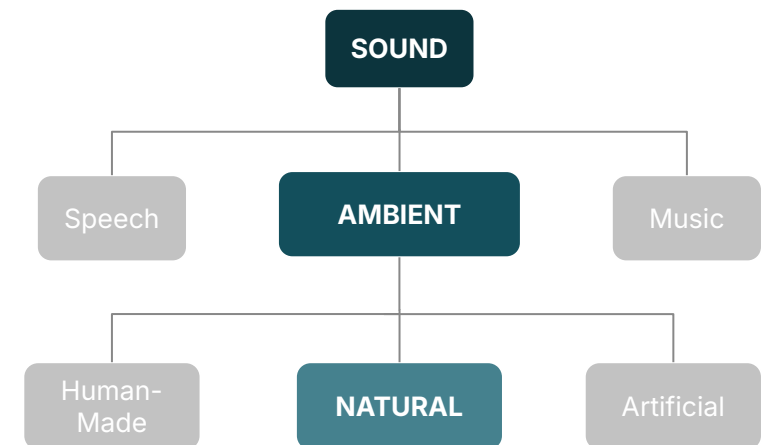 SOUND
Speech
AMBIENT
Music
Human-
Made
NATURAL
Artificial